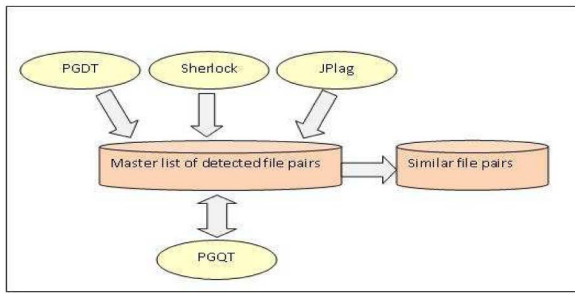 PGDT
Sherlock
JPlag
Master list of detected file pairs
Similar file pairs
PGQT